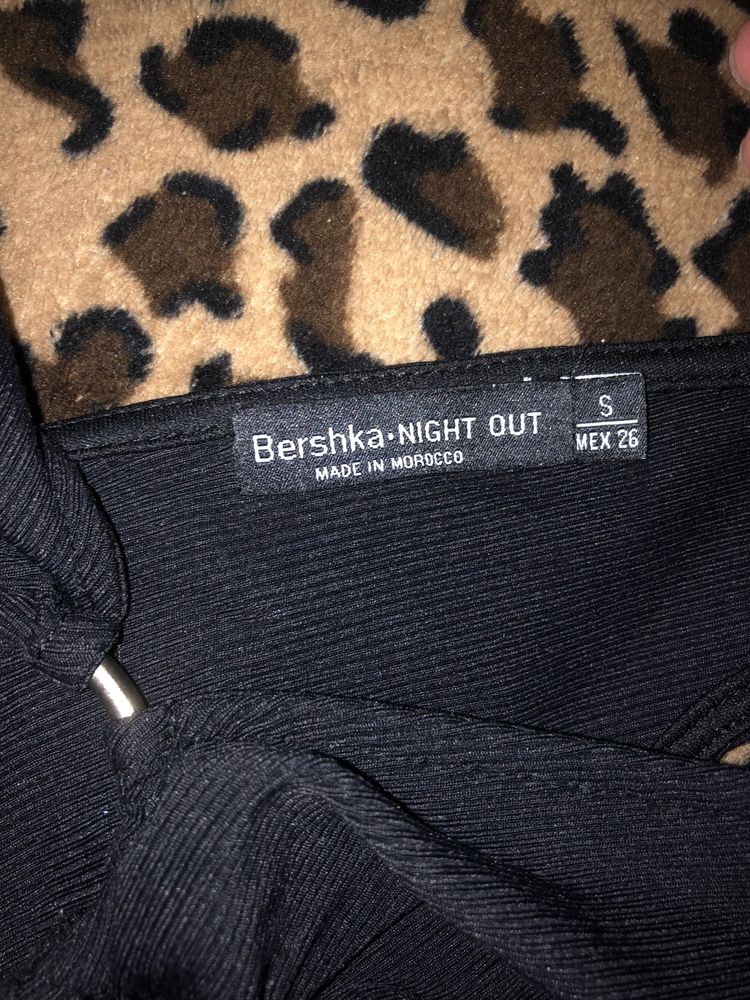 Bershka•NIGHT OUT
MADE IN MOROCCO
S
MEX 26